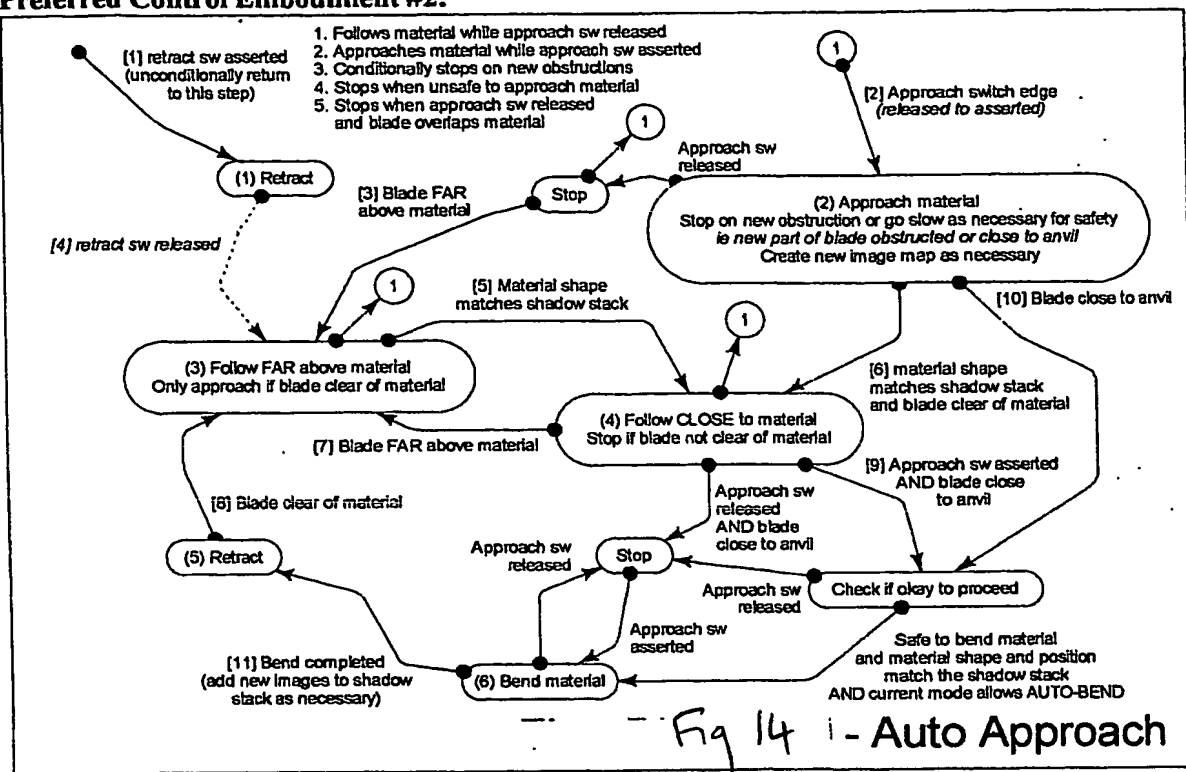 Preferred Control Embodiment #2:
[1] retract sw asserted
(unconditionally return
to this step)
1. Follows material while approach sw released
2. Approaches material while approach sw asserted
3. Conditionally stops on new obstructions
4. Stops when unsafe to approach material
5. Stops when approach sw released
and blade overlaps material
1
1
[2] Approach switch edge
(released to asserted)
(1) Retract
[3] Blade FAR
above material
Stop
Approach sw
released
(2) Approach material
Stop on new obstruction or go slow as necessary for safety
ie new part of blade obstructed or close to anvil
Create new image map as necessary
[4] retract sw released
1
[5] Material shape
matches shadow stack
1
[10] Blade close to anvil
(3) Follow FAR above material
Only approach if blade clear of material
[6] material shape
matches shadow stack
and blade clear of material
(4) Follow CLOSE to material
Stop if blade not clear of material
[7] Blade FAR above material
[8] Blade clear of material
[9] Approach sw asserted
AND blade close
to anvil
Approach sw
released
AND blade
close to anvil
(5) Retract
Approach sw
released
Stop
Approach sw
released
Check if okay to proceed
Approach sw
asserted
[11] Bend completed
(add new images to shadow
stack as necessary)
(6) Bend material
Safe to bend material
and material shape and position
match the shadow stack
AND current mode allows AUTO-BEND
Fig 14 i - Auto Approach